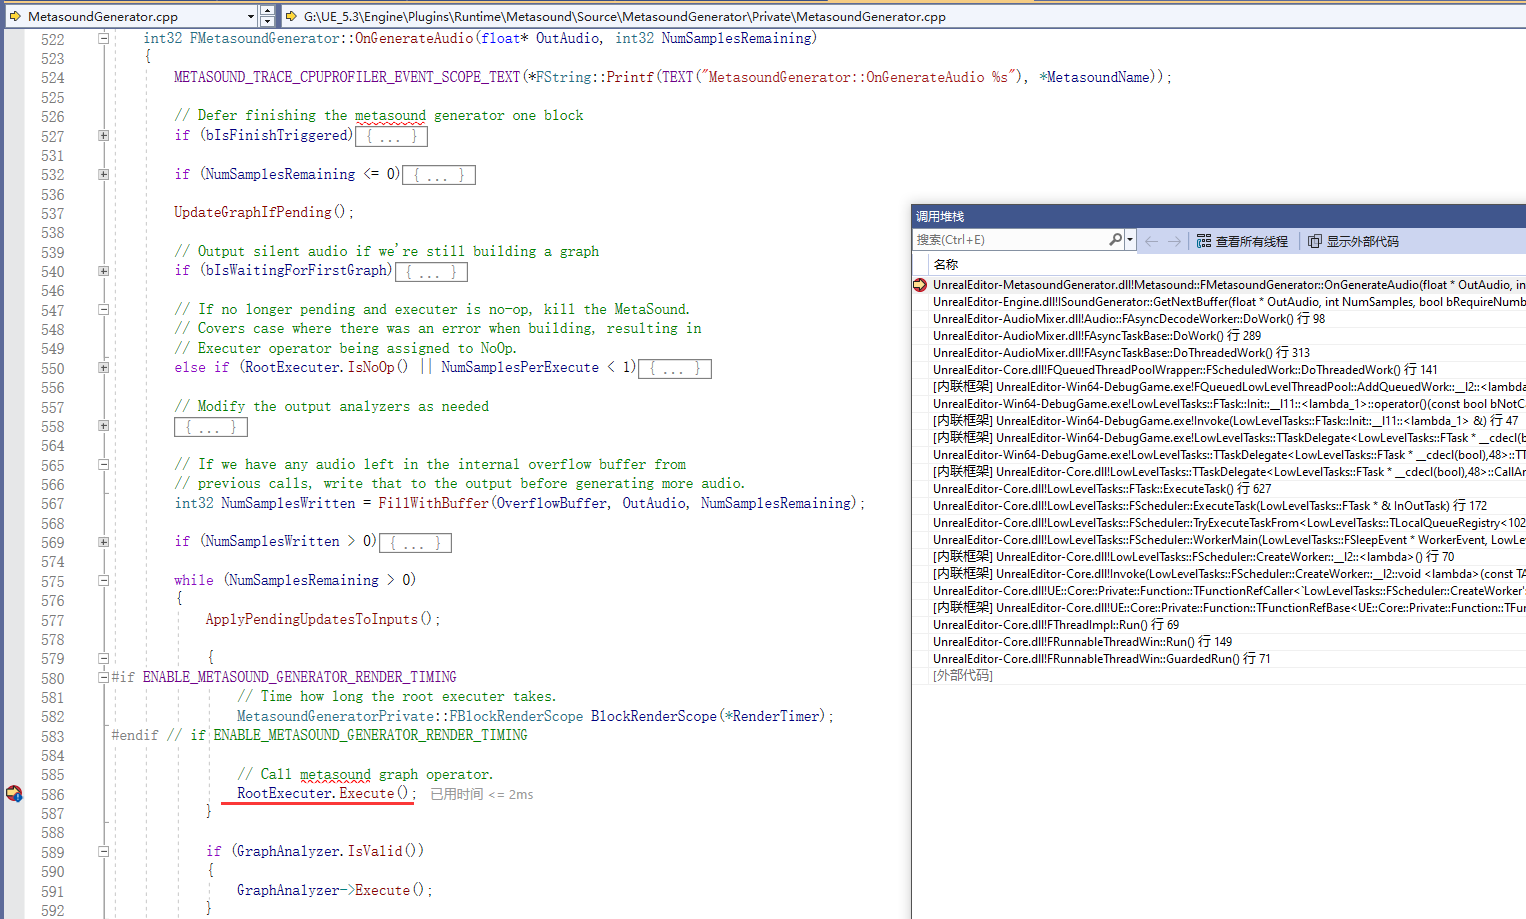 MetasoundGenerator.cpp
G:\UE_5.3\Engine\Plugins\Runtime\Metasound\Source\MetasoundGenerator\Private\MetasoundGenerator.cpp
522 int32 FMetasoundGenerator::OnGenerateAudio(float* OutAudio, int32 NumSamplesRemaining)
523 {
524 METASOUND_TRACE_CPUPROFILER_EVENT_SCOPE_TEXT(*FString::Printf(TEXT("MetasoundGenerator::OnGenerateAudio %s"), *MetasoundName));
525
526 // Defer finishing the metasound generator one block
527 if (bIsFinishTriggered){ ... }
531
532 if (NumSamplesRemaining <= 0){ ... }
536
537 UpdateGraphIfPending();
538
539 // Output silent audio if we're still building a graph
540 if (bIsWaitingForFirstGraph){ ... }
546
547 // If no longer pending and executer is no-op, kill the MetaSound.
548 // Covers case where there was an error when building, resulting in
549 // Executer operator being assigned to NoOp.
550 else if (RootExecuter.IsNoOp() || NumSamplesPerExecute < 1){ ... }
556
557 // Modify the output analyzers as needed
558 { ... }
564
565 // If we have any audio left in the internal overflow buffer from
566 // previous calls, write that to the output before generating more audio.
567 int32 NumSamplesWritten = FillWithBuffer(OverflowBuffer, OutAudio, NumSamplesRemaining);
568
569 if (NumSamplesWritten > 0){ ... }
574
575 while (NumSamplesRemaining > 0)
576 {
577 ApplyPendingUpdatesToInputs();
578
579 {
580 #if ENABLE_METASOUND_GENERATOR_RENDER_TIMING
581 // Time how long the root executer takes.
582 MetasoundGeneratorPrivate::FBlockRenderScope BlockRenderScope(*RenderTimer);
583 #endif // if ENABLE_METASOUND_GENERATOR_RENDER_TIMING
584
585 // Call metasound graph operator.
586 RootExecuter.Execute(); 已用时间 <= 2ms
587 }
588
589 if (GraphAnalyzer.IsValid())
590 {
591 GraphAnalyzer->Execute();
592 }
调用堆栈
搜索(Ctrl+E)
查看所有线程
显示外部代码
名称
UnrealEditor-MetasoundGenerator.dll!Metasound::FMetasoundGenerator::OnGenerateAudio(float * OutAudio, in
UnrealEditor-Engine.dll!ISoundGenerator::GetNextBuffer(float * OutAudio, int NumSamples, bool bRequireNumb
UnrealEditor-AudioMixer.dll!Audio::FAsyncDecodeWorker::DoWork() 行 98
UnrealEditor-AudioMixer.dll!FAsyncTaskBase::DoWork() 行 289
UnrealEditor-AudioMixer.dll!FAsyncTaskBase::DoThreadedWork() 行 313
UnrealEditor-Core.dll!FQueuedThreadPoolWrapper::FScheduledWork::DoThreadedWork() 行 141
[内联框架] UnrealEditor-Win64-DebugGame.exe!FQueuedLowLevelThreadPool::AddQueuedWork::__l2::<lambda
UnrealEditor-Win64-DebugGame.exe!LowLevelTasks::FTask::Init::__l11::<lambda_1>::operator()(const bool bNotC
[内联框架] UnrealEditor-Win64-DebugGame.exe!Invoke(LowLevelTasks::FTask::Init::__l11::<lambda_1> &) 行 47
[内联框架] UnrealEditor-Win64-DebugGame.exe!LowLevelTasks::TTaskDelegate<LowLevelTasks::FTask * __cdecl(b
UnrealEditor-Win64-DebugGame.exe!LowLevelTasks::TTaskDelegate<LowLevelTasks::FTask * __cdecl(bool),48>::TT
[内联框架] UnrealEditor-Core.dll!LowLevelTasks::TTaskDelegate<LowLevelTasks::FTask * __cdecl(bool),48>::CallAr
UnrealEditor-Core.dll!LowLevelTasks::FTask::ExecuteTask() 行 627
UnrealEditor-Core.dll!LowLevelTasks::FScheduler::ExecuteTask(LowLevelTasks::FTask * & InOutTask) 行 172
UnrealEditor-Core.dll!LowLevelTasks::FScheduler::TryExecuteTaskFrom<LowLevelTasks::TLocalQueueRegistry<102
UnrealEditor-Core.dll!LowLevelTasks::FScheduler::WorkerMain(LowLevelTasks::FSleepEvent * WorkerEvent, LowLe
[内联框架] UnrealEditor-Core.dll!LowLevelTasks::FScheduler::CreateWorker::__l2::<lambda>() 行 70
[内联框架] UnrealEditor-Core.dll!Invoke(LowLevelTasks::FScheduler::CreateWorker::__l2::void <lambda>(const TA
UnrealEditor-Core.dll!UE::Core::Private::Function::TFunctionRefCaller<`LowLevelTasks::FScheduler::CreateWorker'
[内联框架] UnrealEditor-Core.dll!UE::Core::Private::Function::TFunctionRefBase<UE::Core::Private::Function::TFu
UnrealEditor-Core.dll!FThreadImpl::Run() 行 69
UnrealEditor-Core.dll!FRunnableThreadWin::Run() 行 149
UnrealEditor-Core.dll!FRunnableThreadWin::GuardedRun() 行 71
[外部代码]